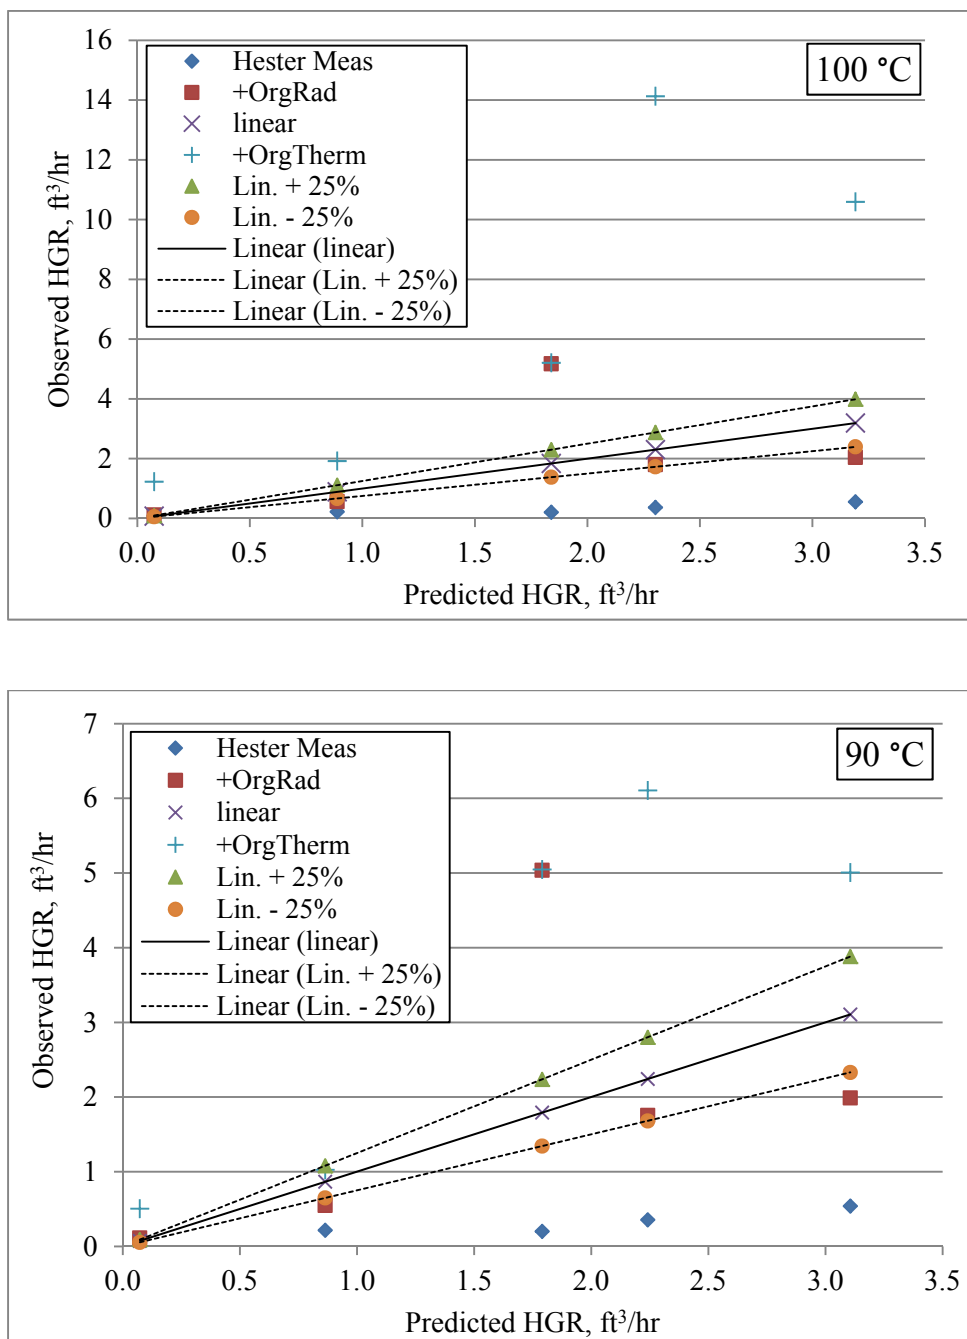 100 °C
Hester Meas
+OrgRad
linear
+OrgTherm
Lin. + 25%
Lin. - 25%
Linear (linear)
Linear (Lin. + 25%)
Linear (Lin. - 25%)
Observed HGR, ft³/hr
16
14
12
10
8
6
4
2
0
0.0 0.5 1.0 1.5 2.0 2.5 3.0 3.5
Predicted HGR, ft³/hr
90 °C
Hester Meas
+OrgRad
linear
+OrgTherm
Lin. + 25%
Lin. - 25%
Linear (linear)
Linear (Lin. + 25%)
Linear (Lin. - 25%)
Observed HGR, ft³/hr
7
6
5
4
3
2
1
0
0.0 0.5 1.0 1.5 2.0 2.5 3.0 3.5
Predicted HGR, ft³/hr